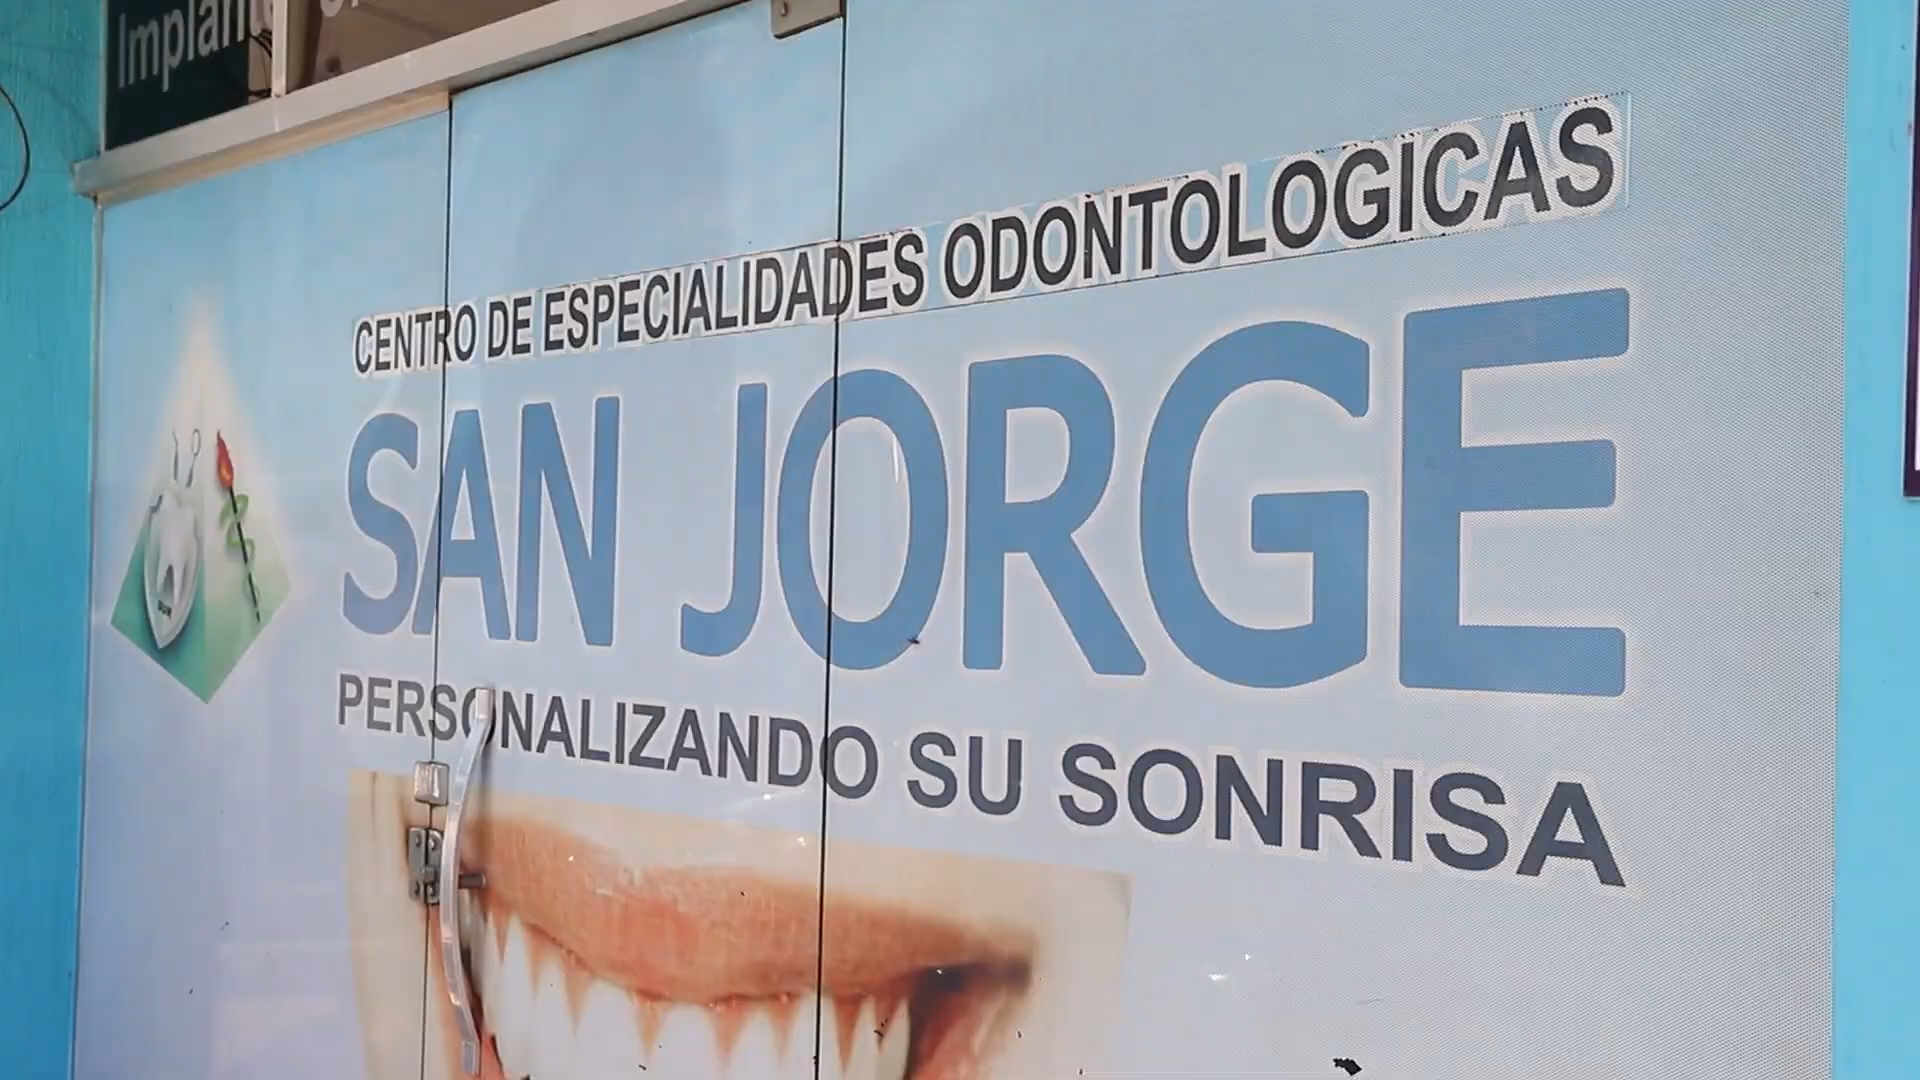 CENTRO DE ESPECIALIDADES ODONTOLOGICAS
SAN JORGE
PERSONALIZANDO SU SONRISA